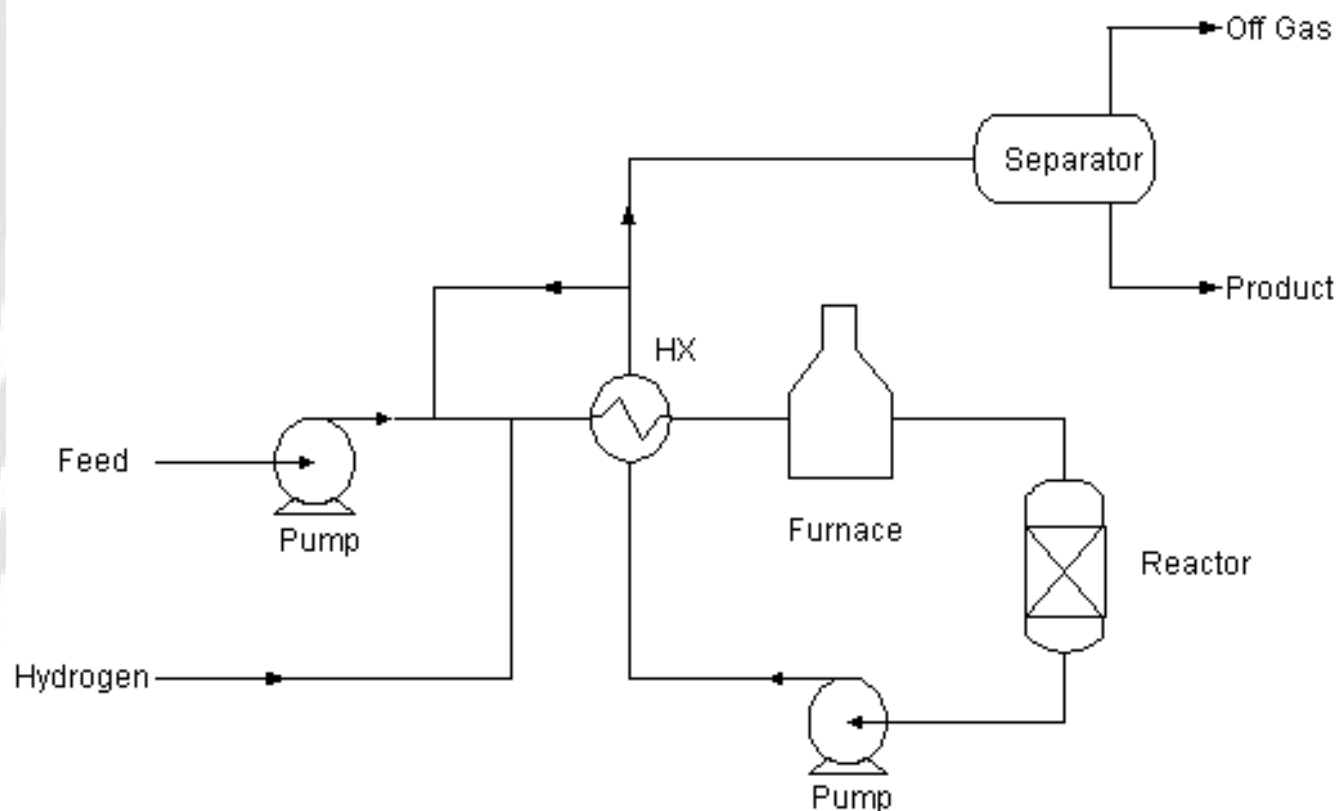 Off Gas
Separator
Product
HX
Feed
Pump
Furnace
Reactor
Hydrogen
Pump